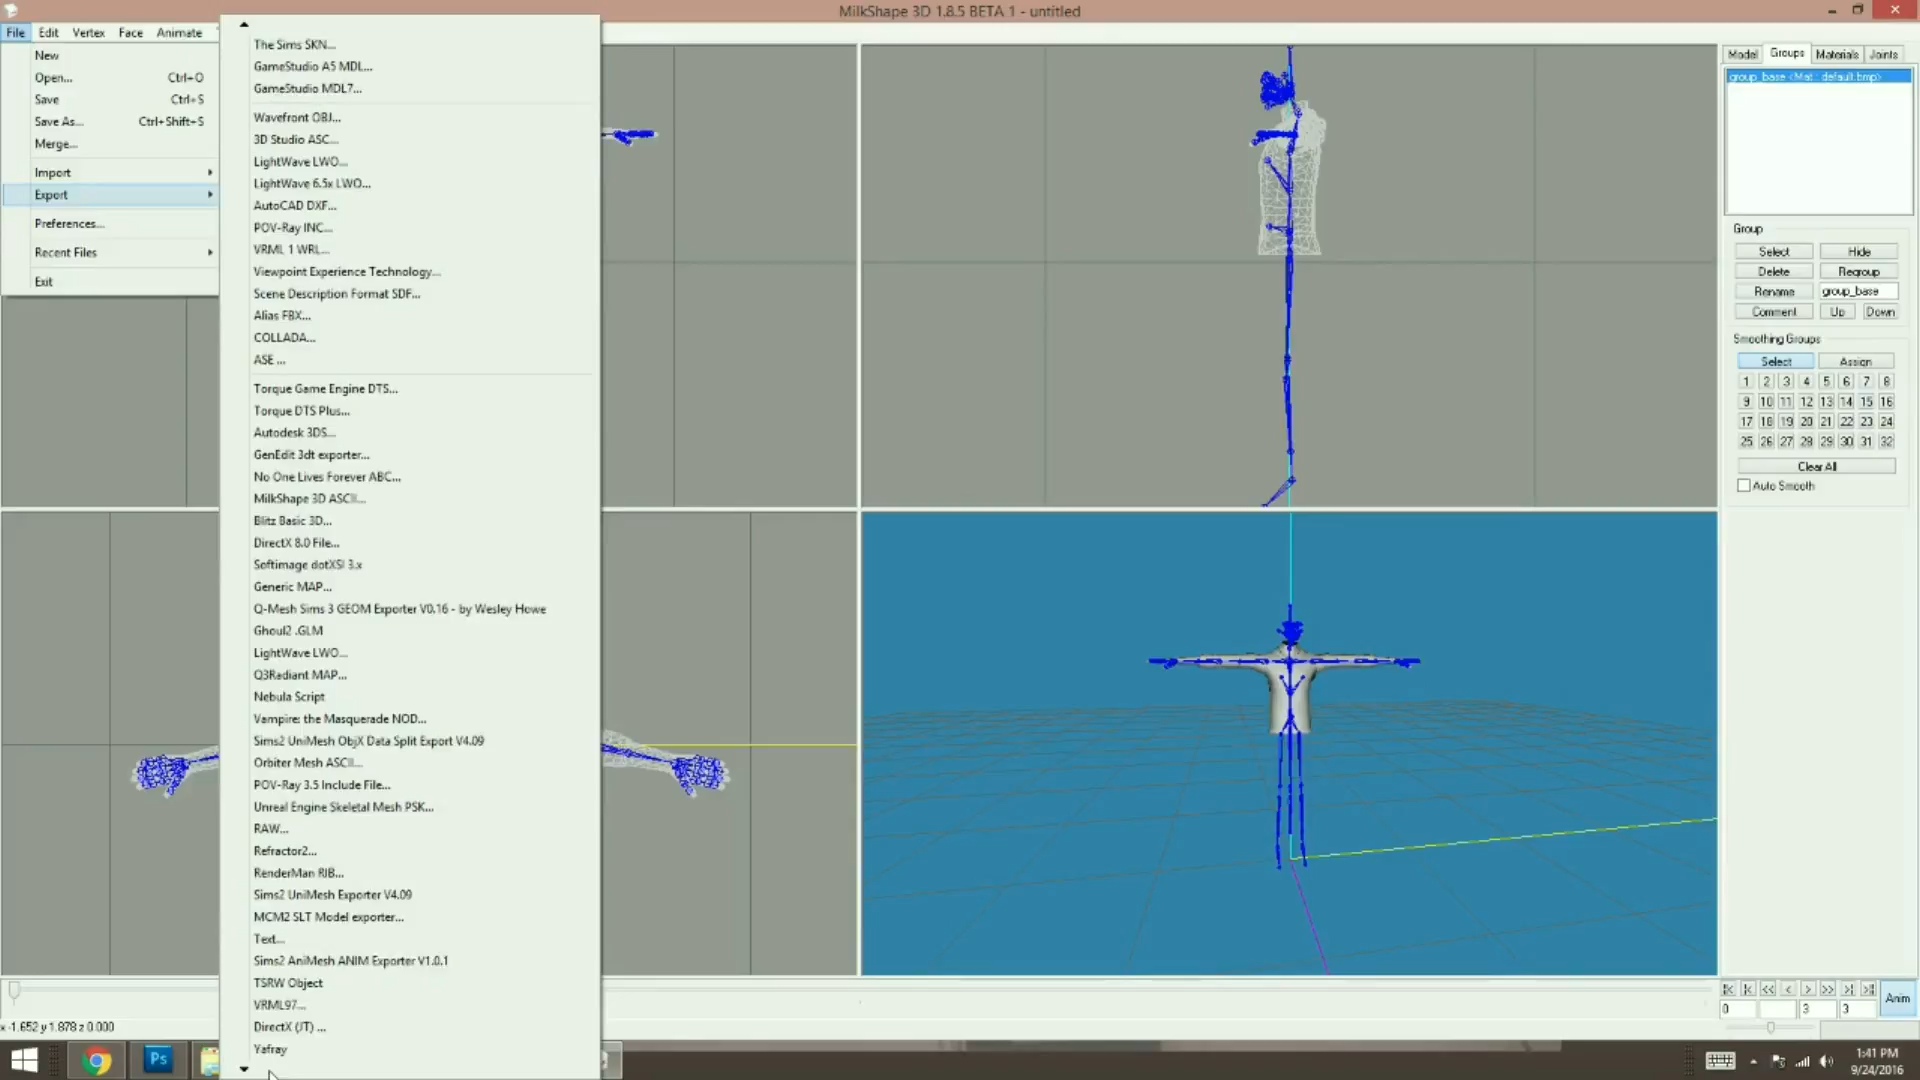 MilkShape 3D 1.8.5 BETA 1 - untitled
File Edit Vertex Face Animate
New
Open... Ctrl+O
Save Ctrl+S
Save As... Ctrl+Shift+S
Merge...
Import
Export
Preferences...
Recent Files
Exit
The Sims SKN...
GameStudio A5 MDL...
GameStudio MDL7...
Wavefront OBJ...
3D Studio ASC...
LightWave LWO...
LightWave 6.5x LWO...
AutoCAD DXF...
POV-Ray INC...
VRML 1 WRL...
Viewpoint Experience Technology...
Scene Description Format SDF...
Alias FBX...
COLLADA...
ASE ...
Torque Game Engine DTS...
Torque DTS Plus...
Autodesk 3DS...
GenEdit 3dt exporter...
No One Lives Forever ABC...
MilkShape 3D ASCII...
Blitz Basic 3D...
DirectX 8.0 File...
Softimage dotXSI 3.x
Generic MAP...
Q-Mesh Sims 3 GEOM Exporter V0.16 - by Wesley Howe
Ghoul2 .GLM
LightWave LWO...
Q3Radiant MAP...
Nebula Script
Vampire: the Masquerade NOD...
Sims2 UniMesh ObjX Data Split Export V4.09
Orbiter Mesh ASCII...
POV-Ray 3.5 Include File...
Unreal Engine Skeletal Mesh PSK...
RAW...
Refractor2...
RenderMan RIB...
Sims2 UniMesh Exporter V4.09
MCM2 SLT Model exporter...
Text...
Sims2 AniMesh ANIM Exporter V1.0.1
TSRW Object
VRML97...
DirectX (JT) ...
Yafray
Model Groups Materials Joints
group_base <Mat.: default.bmp>
Group
Select Hide
Delete Regroup
Rename group_base
Comment Up Down
Smoothing Groups
Select Assign
1 2 3 4 5 6 7 8
9 10 11 12 13 14 15 16
17 18 19 20 21 22 23 24
25 26 27 28 29 30 31 32
Clear All
Auto Smooth
Anim
0 3 3
x -1.652 y 1.878 z 0.000
Ps
1:41 PM
9/24/2016